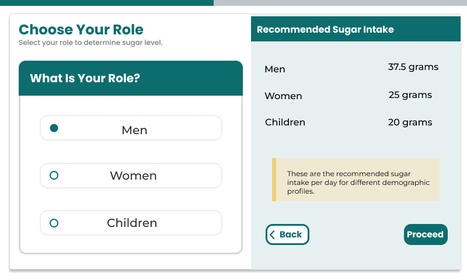 Choose Your Role
Select your role to determine sugar level.
What Is Your Role?
Men
Women
Children
Recommended Sugar Intake
Men 37.5 grams
Women 25 grams
Children 20 grams
These are the recommended sugar
intake per day for different demographic
profiles.
Back
Proceed